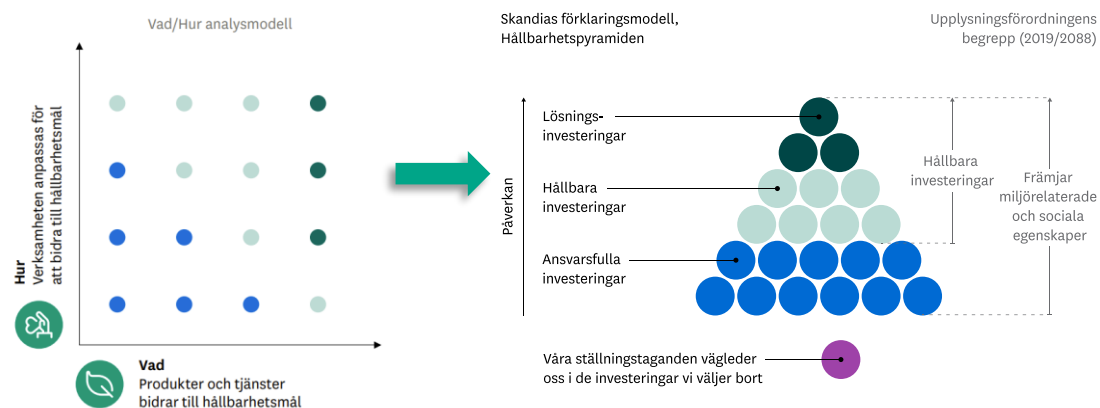 Vad/Hur analysmodell
Hur
Verksamheten anpassas för
att bidra till hållbarhetsmål
Vad
Produkter och tjänster
bidrar till hållbarhetsmål
Skandias förklaringsmodell,
Hållbarhetspyramiden
Upplysningsförordningens
begrepp (2019/2088)
Påverkan
Lösnings-
investeringar
Hållbara
investeringar
Ansvarsfulla
investeringar
Hållbara
investeringar
Främjar
miljörelaterade
och sociala
egenskaper
Våra ställningstaganden vägleder
oss i de investeringar vi väljer bort